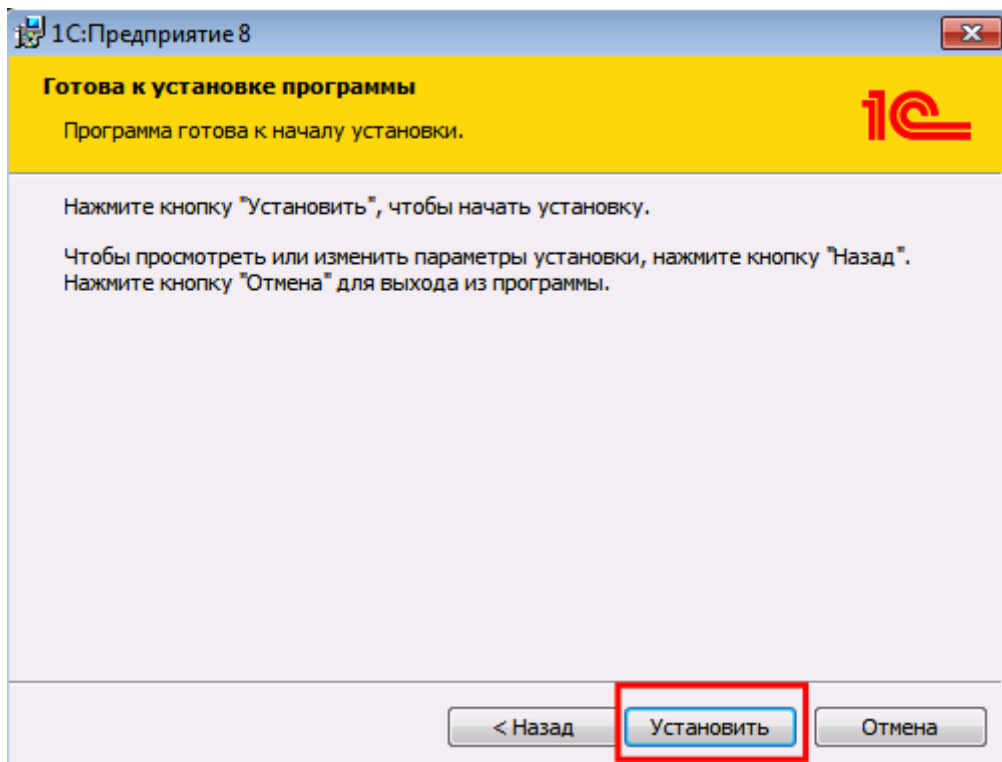 1С:Предприятие 8
Готова к установке программы
Программа готова к началу установки.
1С
Нажмите кнопку "Установить", чтобы начать установку.
Чтобы просмотреть или изменить параметры установки, нажмите кнопку "Назад".
Нажмите кнопку "Отмена" для выхода из программы.
< Назад
Установить
Отмена